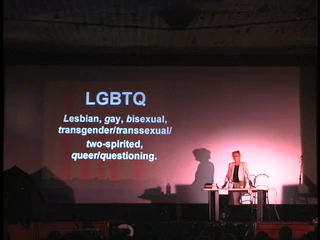 LGBTQ
Lesbian, gay, bisexual,
transgender/transsexual/
two-spirited,
queer/questioning.